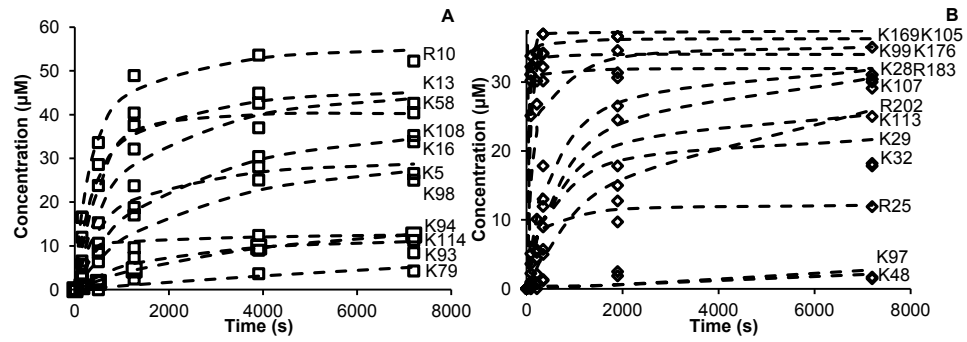 A
Concentration (µM)
60
50
40
30
20
10
0
0 2000 4000 6000 8000
Time (s)
R10
K13
K58
K108
K16
K5
K98
K94
K114
K93
K79
B
Concentration (µM)
30
20
10
0
0 2000 4000 6000 8000
Time (s)
K169K105
K99K176
K28R183
K107
R202
K113
K29
K32
R25
K97
K48